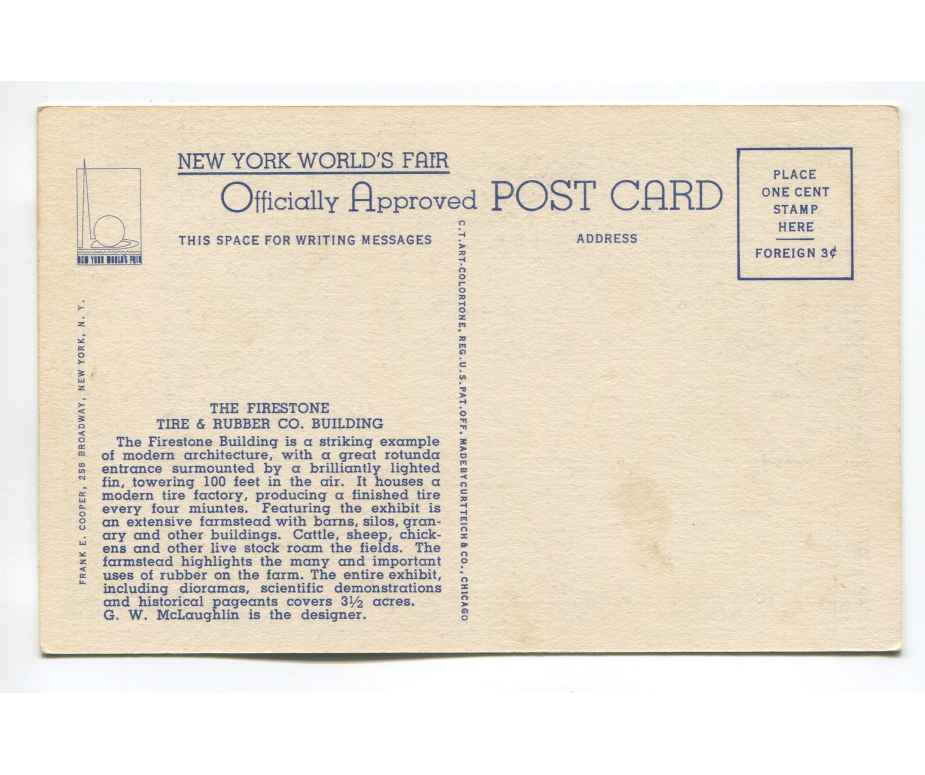 NEW YORK WORLD'S FAIR
Officially Approved POST CARD
PLACE
ONE CENT
STAMP
HERE
FOREIGN 3¢
NEW YORK WORLD'S FAIR
THIS SPACE FOR WRITING MESSAGES
ADDRESS
FRANK E. COOPER, 258 BROADWAY, NEW YORK, N. Y.
THE FIRESTONE
TIRE & RUBBER CO. BUILDING
The Firestone Building is a striking example
of modern architecture, with a great rotunda
entrance surmounted by a brilliantly lighted
fin, towering 100 feet in the air. It houses a
modern tire factory, producing a finished tire
every four miuntes. Featuring the exhibit is
an extensive farmstead with barns, silos, gran-
ary and other buildings. Cattle, sheep, chick-
ens and other live stock roam the fields. The
farmstead highlights the many and important
uses of rubber on the farm. The entire exhibit,
including dioramas, scientific demonstrations
and historical pageants covers 3½ acres.
G. W. McLaughlin is the designer.
C. T. ART-COLORTONE, REG. U. S. PAT. OFF. MADE BY CURT TEICH & CO., CHICAGO